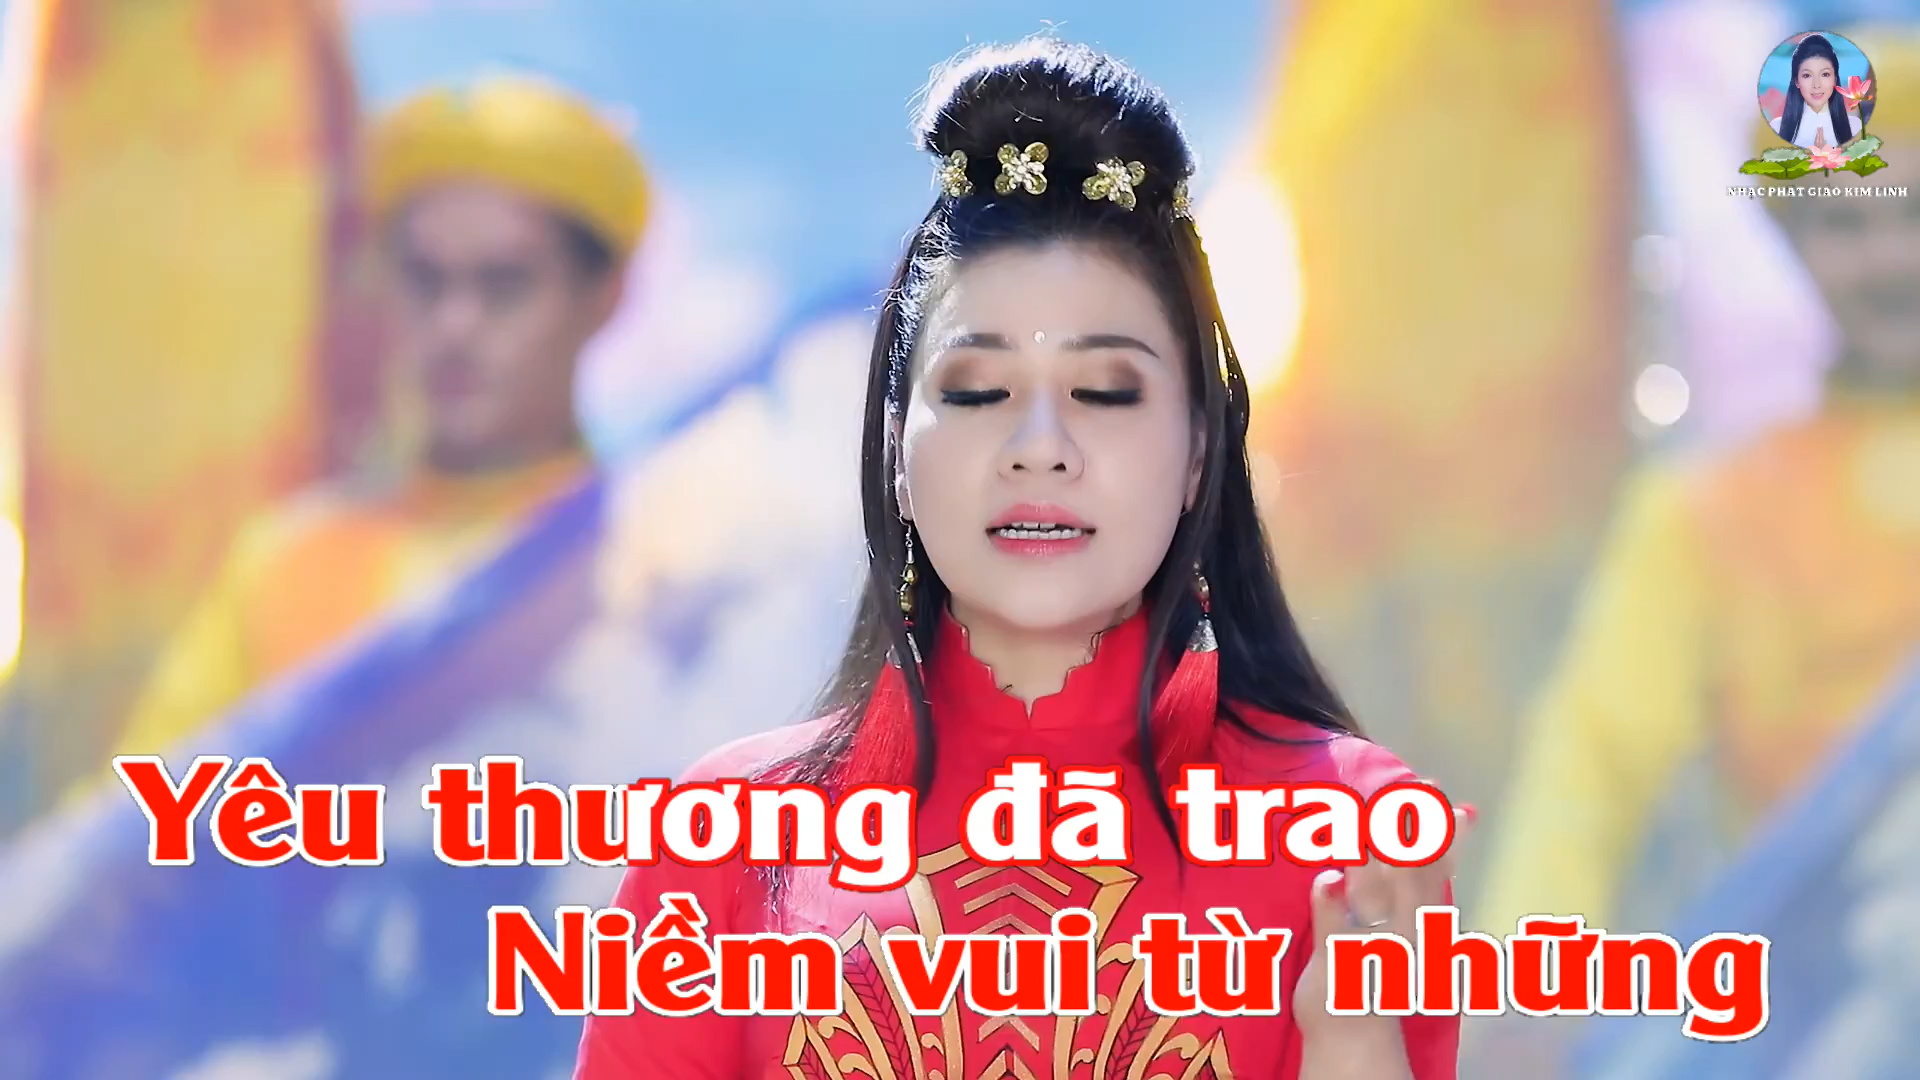 NHẠC PHẬT GIÁO KIM LINH
Yêu thương đã trao
Niềm vui từ những